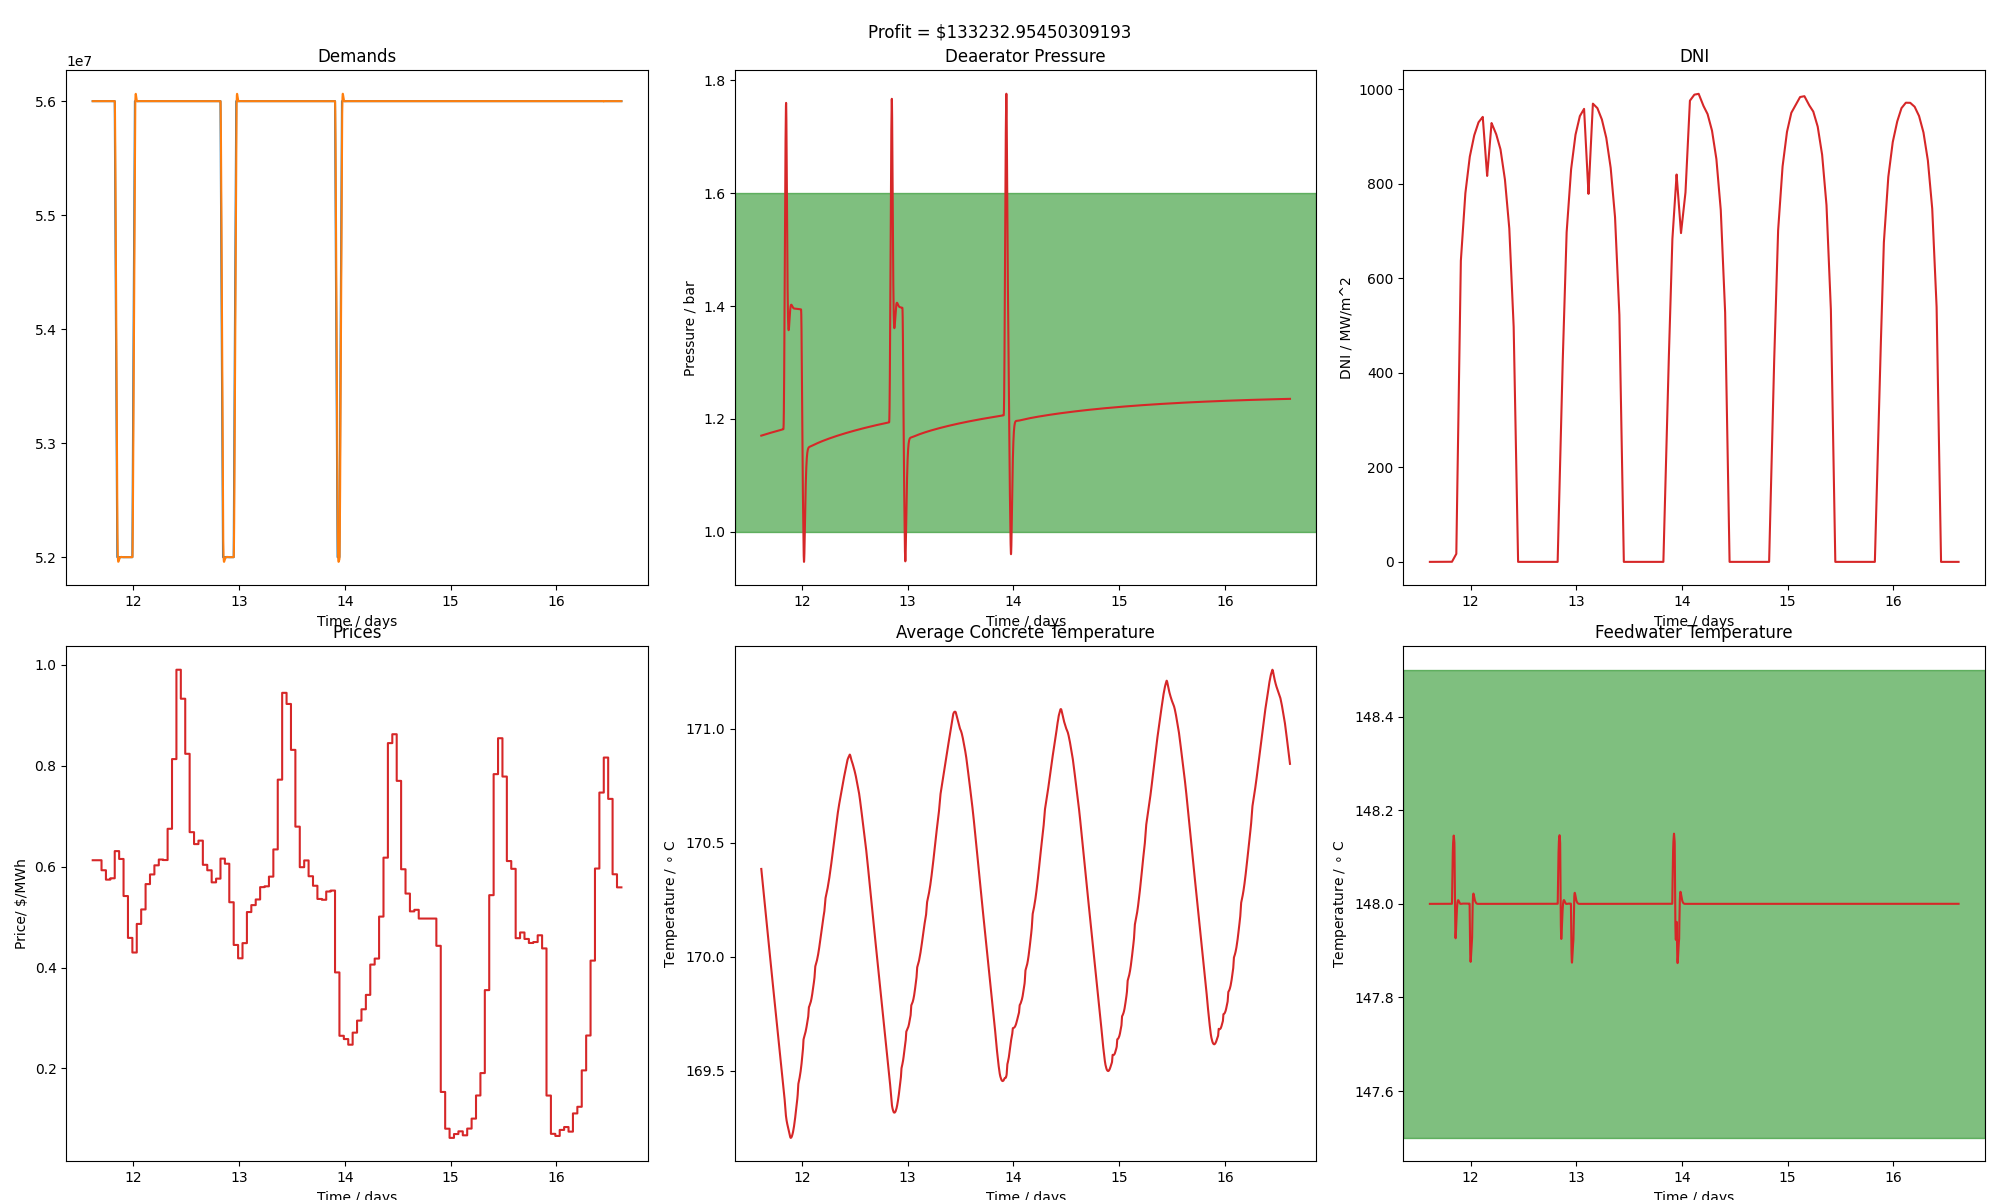 Profit = $133232.95450309193
Demands
1e7
5.6
5.5
5.4
5.3
5.2
12 13 14 15 16
Time / days
Deaerator Pressure
Pressure / bar
1.8
1.6
1.4
1.2
1.0
12 13 14 15 16
Time / days
DNI
DNI / MW/m^2
1000
800
600
400
200
0
12 13 14 15 16
Time / days
Prices
Price/ $/MWh
1.0
0.8
0.6
0.4
0.2
12 13 14 15 16
Time / days
Average Concrete Temperature
Temperature / ∘ C
171.0
170.5
170.0
169.5
12 13 14 15 16
Time / days
Feedwater Temperature
Temperature / ∘ C
148.4
148.2
148.0
147.8
147.6
12 13 14 15 16
Time / days